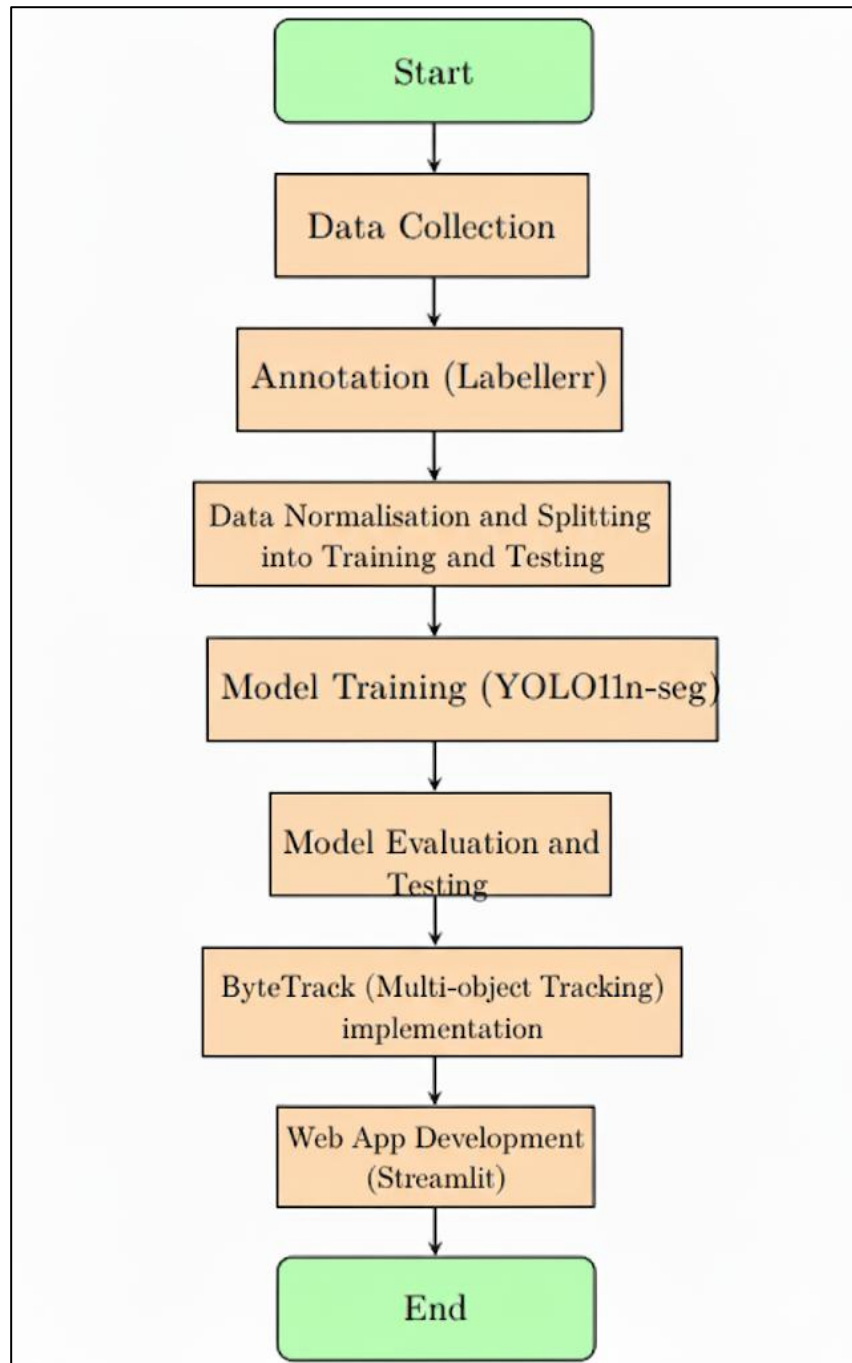 Start
Data Collection
Annotation (Labellerr)
Data Normalisation and Splitting
into Training and Testing
Model Training (YOLO11n-seg)
Model Evaluation and
Testing
ByteTrack (Multi-object Tracking)
implementation
Web App Development
(Streamlit)
End